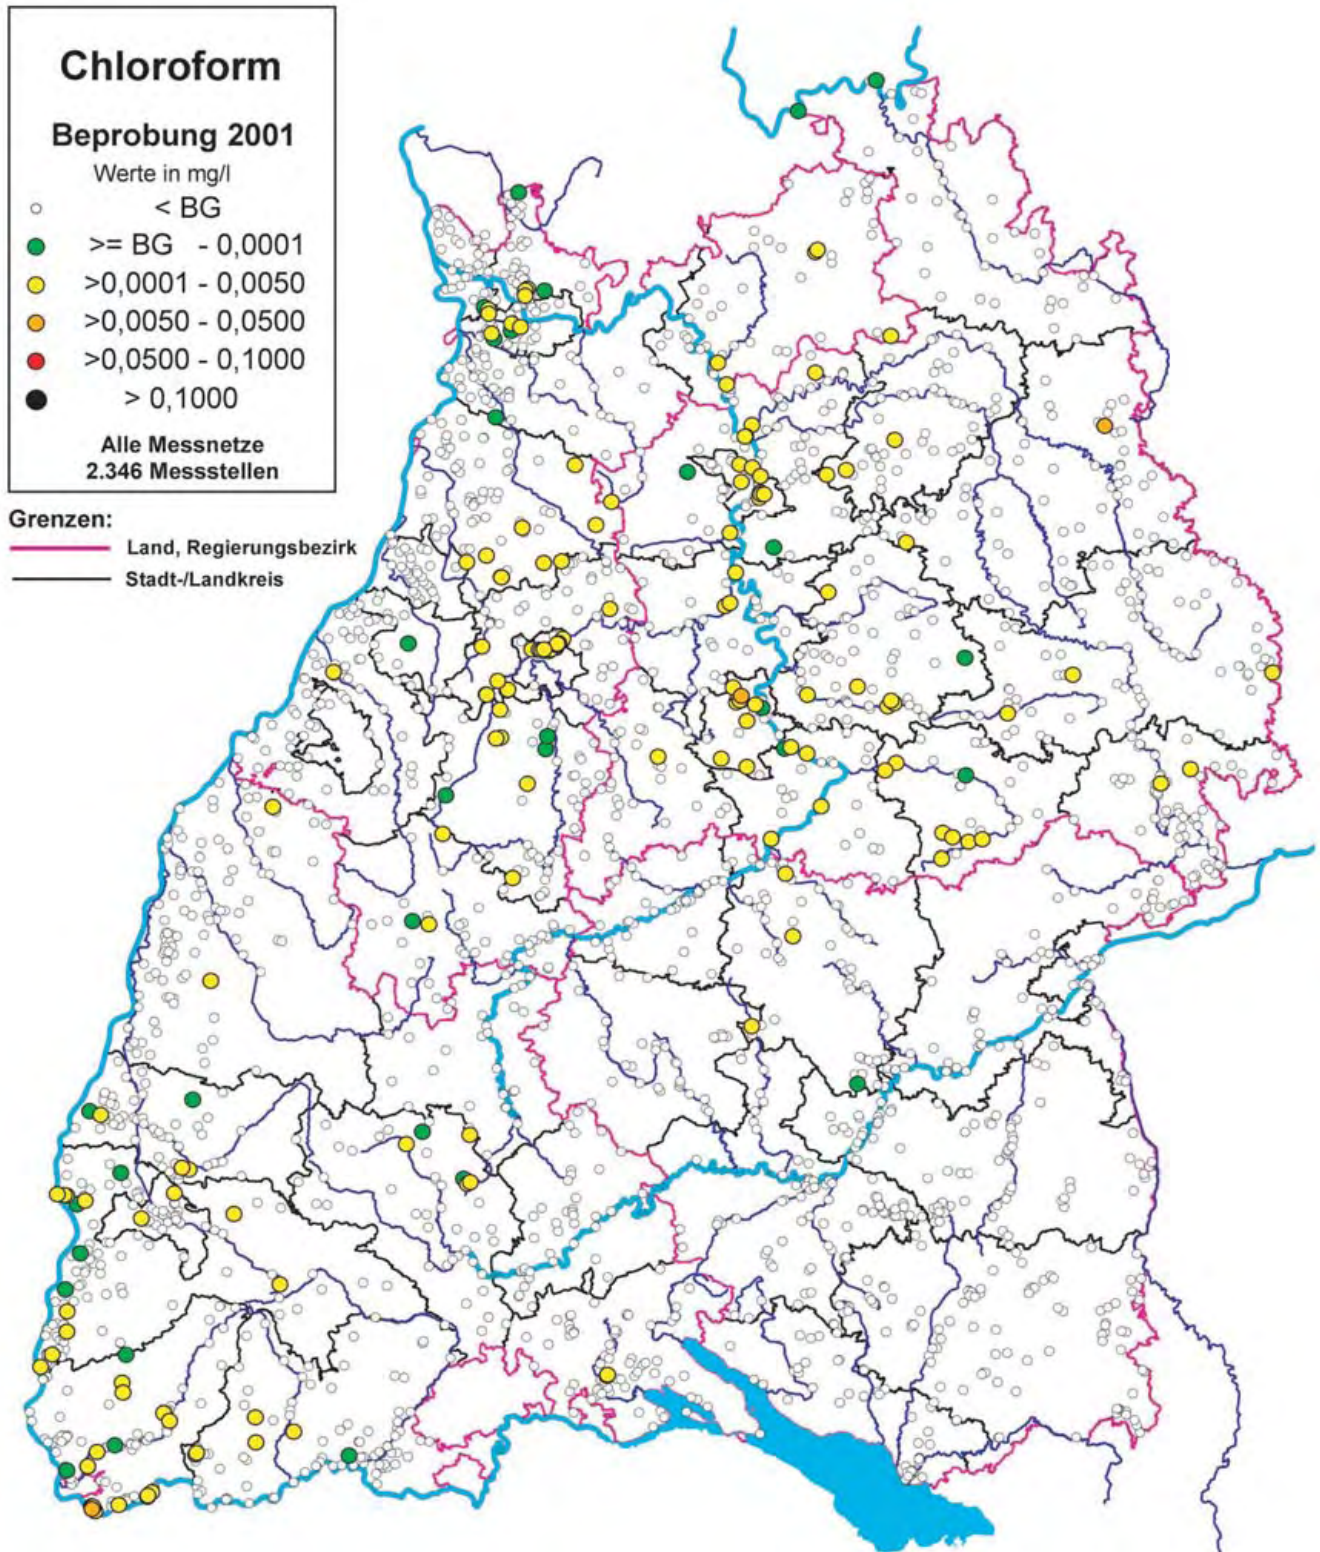 Chloroform
Beprobung 2001
Werte in mg/l
< BG
>= BG - 0,0001
>0,0001 - 0,0050
>0,0050 - 0,0500
>0,0500 - 0,1000
> 0,1000
Alle Messnetze
2.346 Messstellen
Grenzen:
Land, Regierungsbezirk
Stadt-/Landkreis